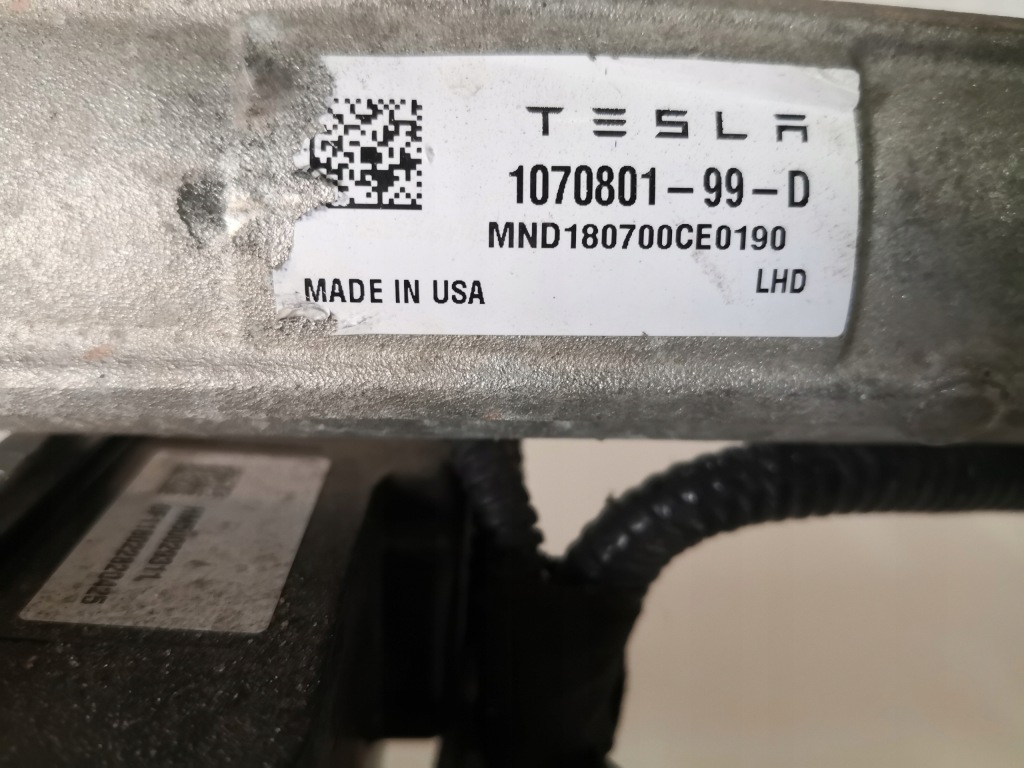 TESLA
1070801-99-D
MND180700CE0190
LHD
MADE IN USA